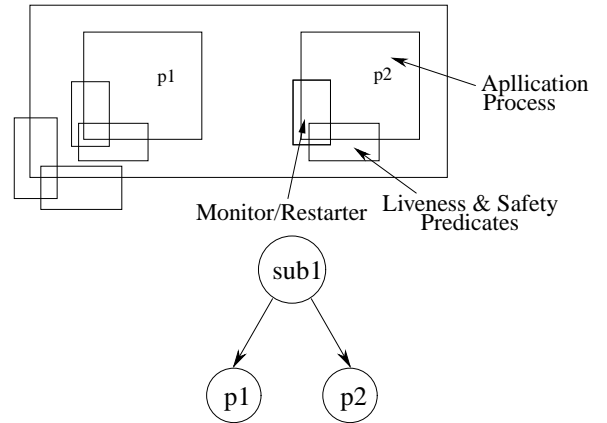 p1
p2
Apllication
Process
Monitor/Restarter
Liveness & Safety
Predicates
sub1
p1
p2